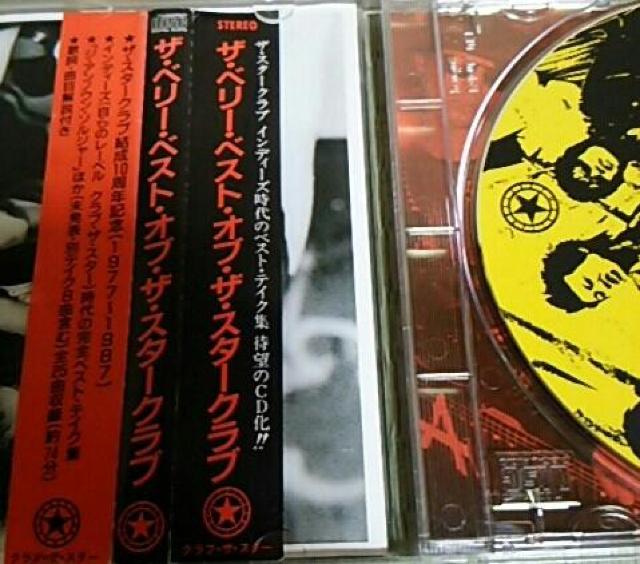 STEREO
ザ・スタークラブ インディーズ時代のベスト・テイク集 待望のCD化!!
ザ・ベリー・ベスト・オブ・ザ・スタークラブ
クラブ・ザ・スター
ザ・ベリー・ベスト・オブ・ザ・スタークラブ
★ザ・スタークラブ結成10周年記念(1977〜1987)
★インディーズ(自らのレーベル クラブ・ザ・スター)時代の完全ベスト・テイク集
ソルジャー」ほか(未発表・別テイク8曲含む)全25曲収録(約74分)
★歌詞・曲目解説付き
クラブ・ザ・スター